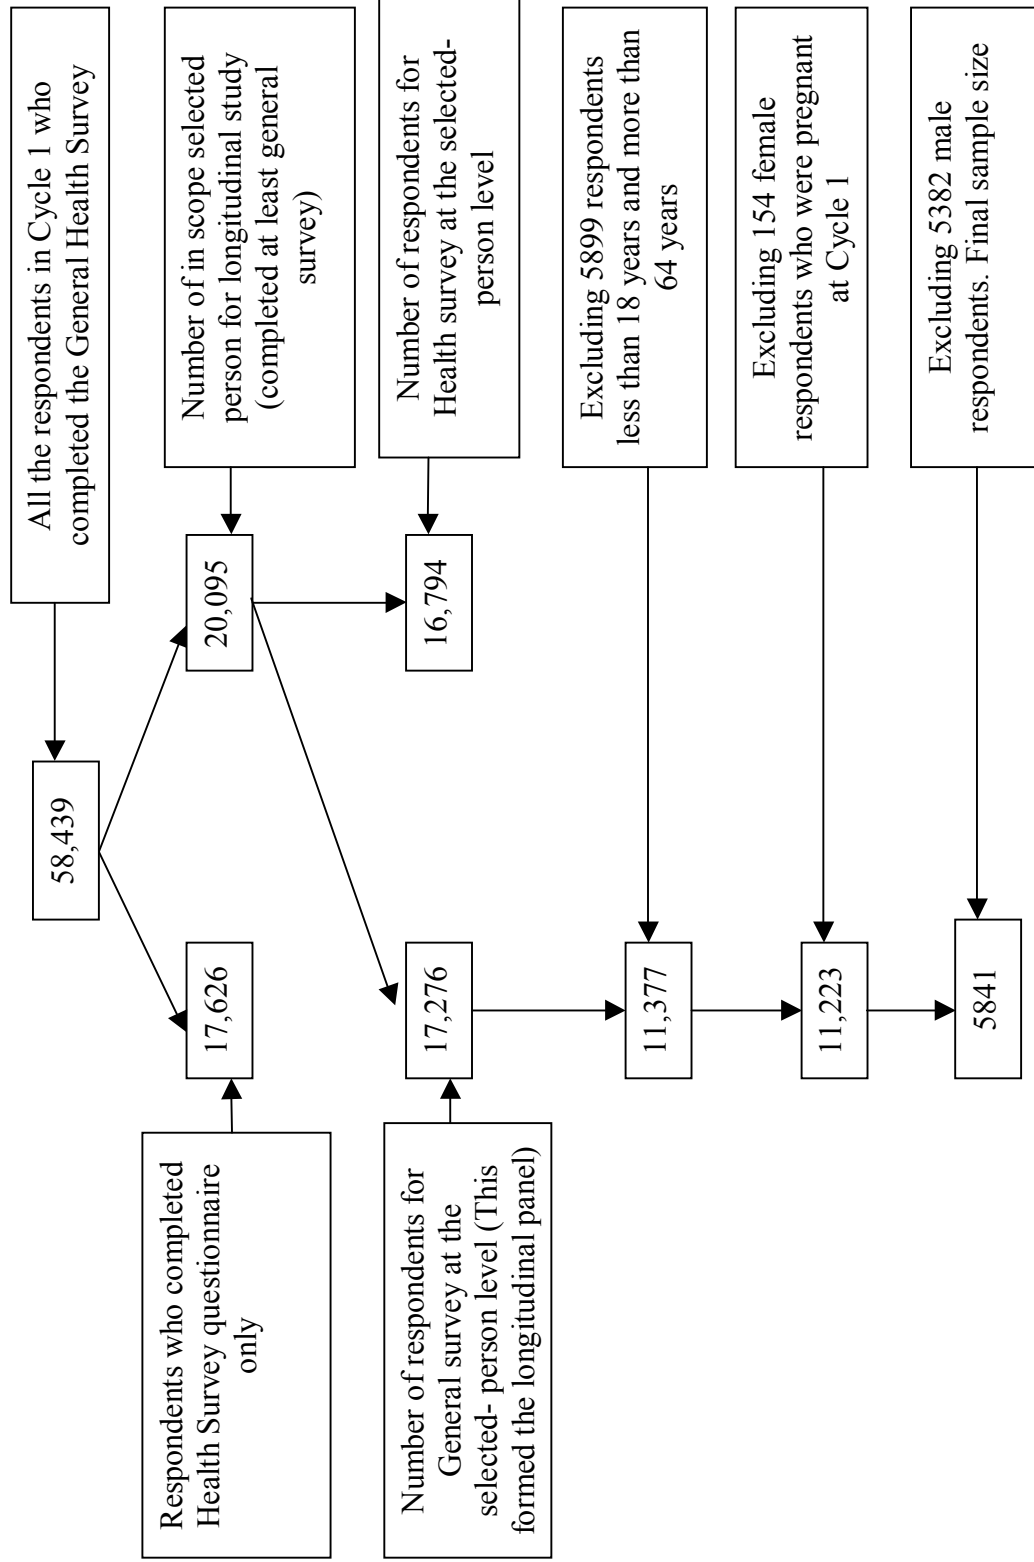 All the respondents in Cycle 1 who
completed the General Health Survey
58,439
Respondents who completed
Health Survey questionnaire
only
17,626
20,095
Number of in scope selected
person for longitudinal study
(completed at least general
survey)
Number of respondents for
General survey at the
selected- person level (This
formed the longitudinal panel)
17,276
16,794
Number of respondents for
Health survey at the selected-
person level
11,377
Excluding 5899 respondents
less than 18 years and more than
64 years
11,223
Excluding 154 female
respondents who were pregnant
at Cycle 1
5841
Excluding 5382 male
respondents. Final sample size